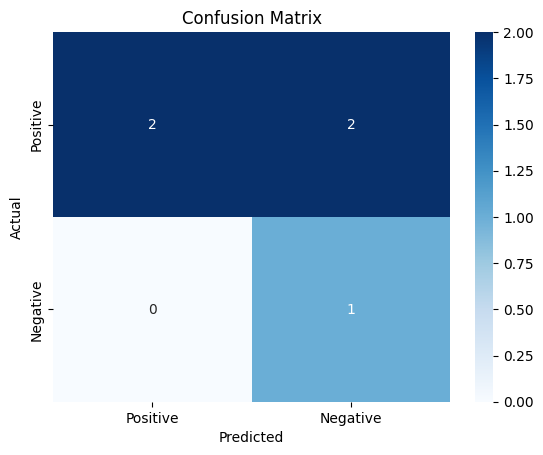 Confusion Matrix
Actual
Positive
Negative
2 2
0 1
Positive Negative
Predicted
2.00
1.75
1.50
1.25
1.00
0.75
0.50
0.25
0.00